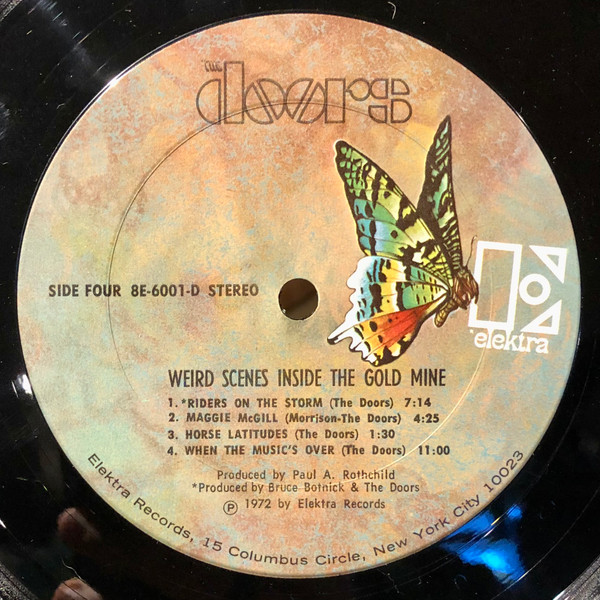 THE
doors
SIDE FOUR 8E-6001-D STEREO
elektra
WEIRD SCENES INSIDE THE GOLD MINE
1. *RIDERS ON THE STORM (The Doors) 7:14
2. MAGGIE McGILL (Morrison-The Doors) 4:25
3. HORSE LATITUDES (The Doors) 1:30
4. WHEN THE MUSIC'S OVER (The Doors) 11:00
Produced by Paul A. Rothchild
*Produced by Bruce Botnick & The Doors
Ⓟ 1972 by Elektra Records
Elektra Records, 15 Columbus Circle, New York City 10023